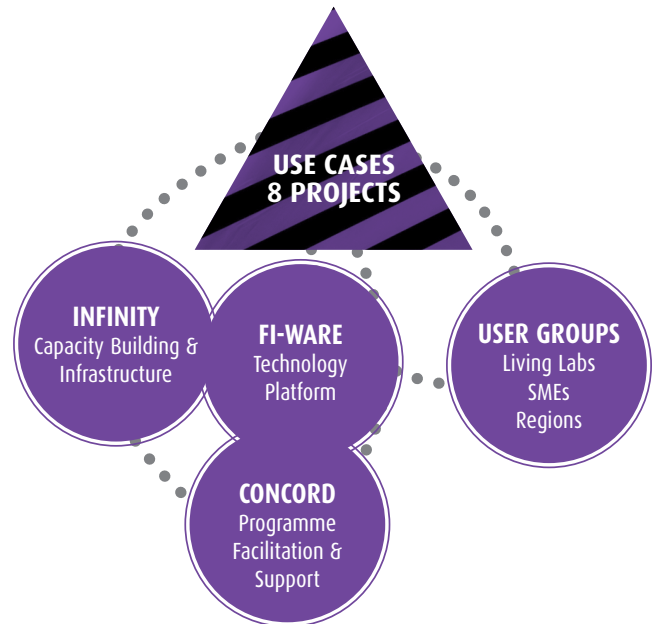 USE CASES
8 PROJECTS
INFINITY
Capacity Building &
Infrastructure
FI-WARE
Technology
Platform
USER GROUPS
Living Labs
SMEs
Regions
CONCORD
Programme
Facilitation &
Support